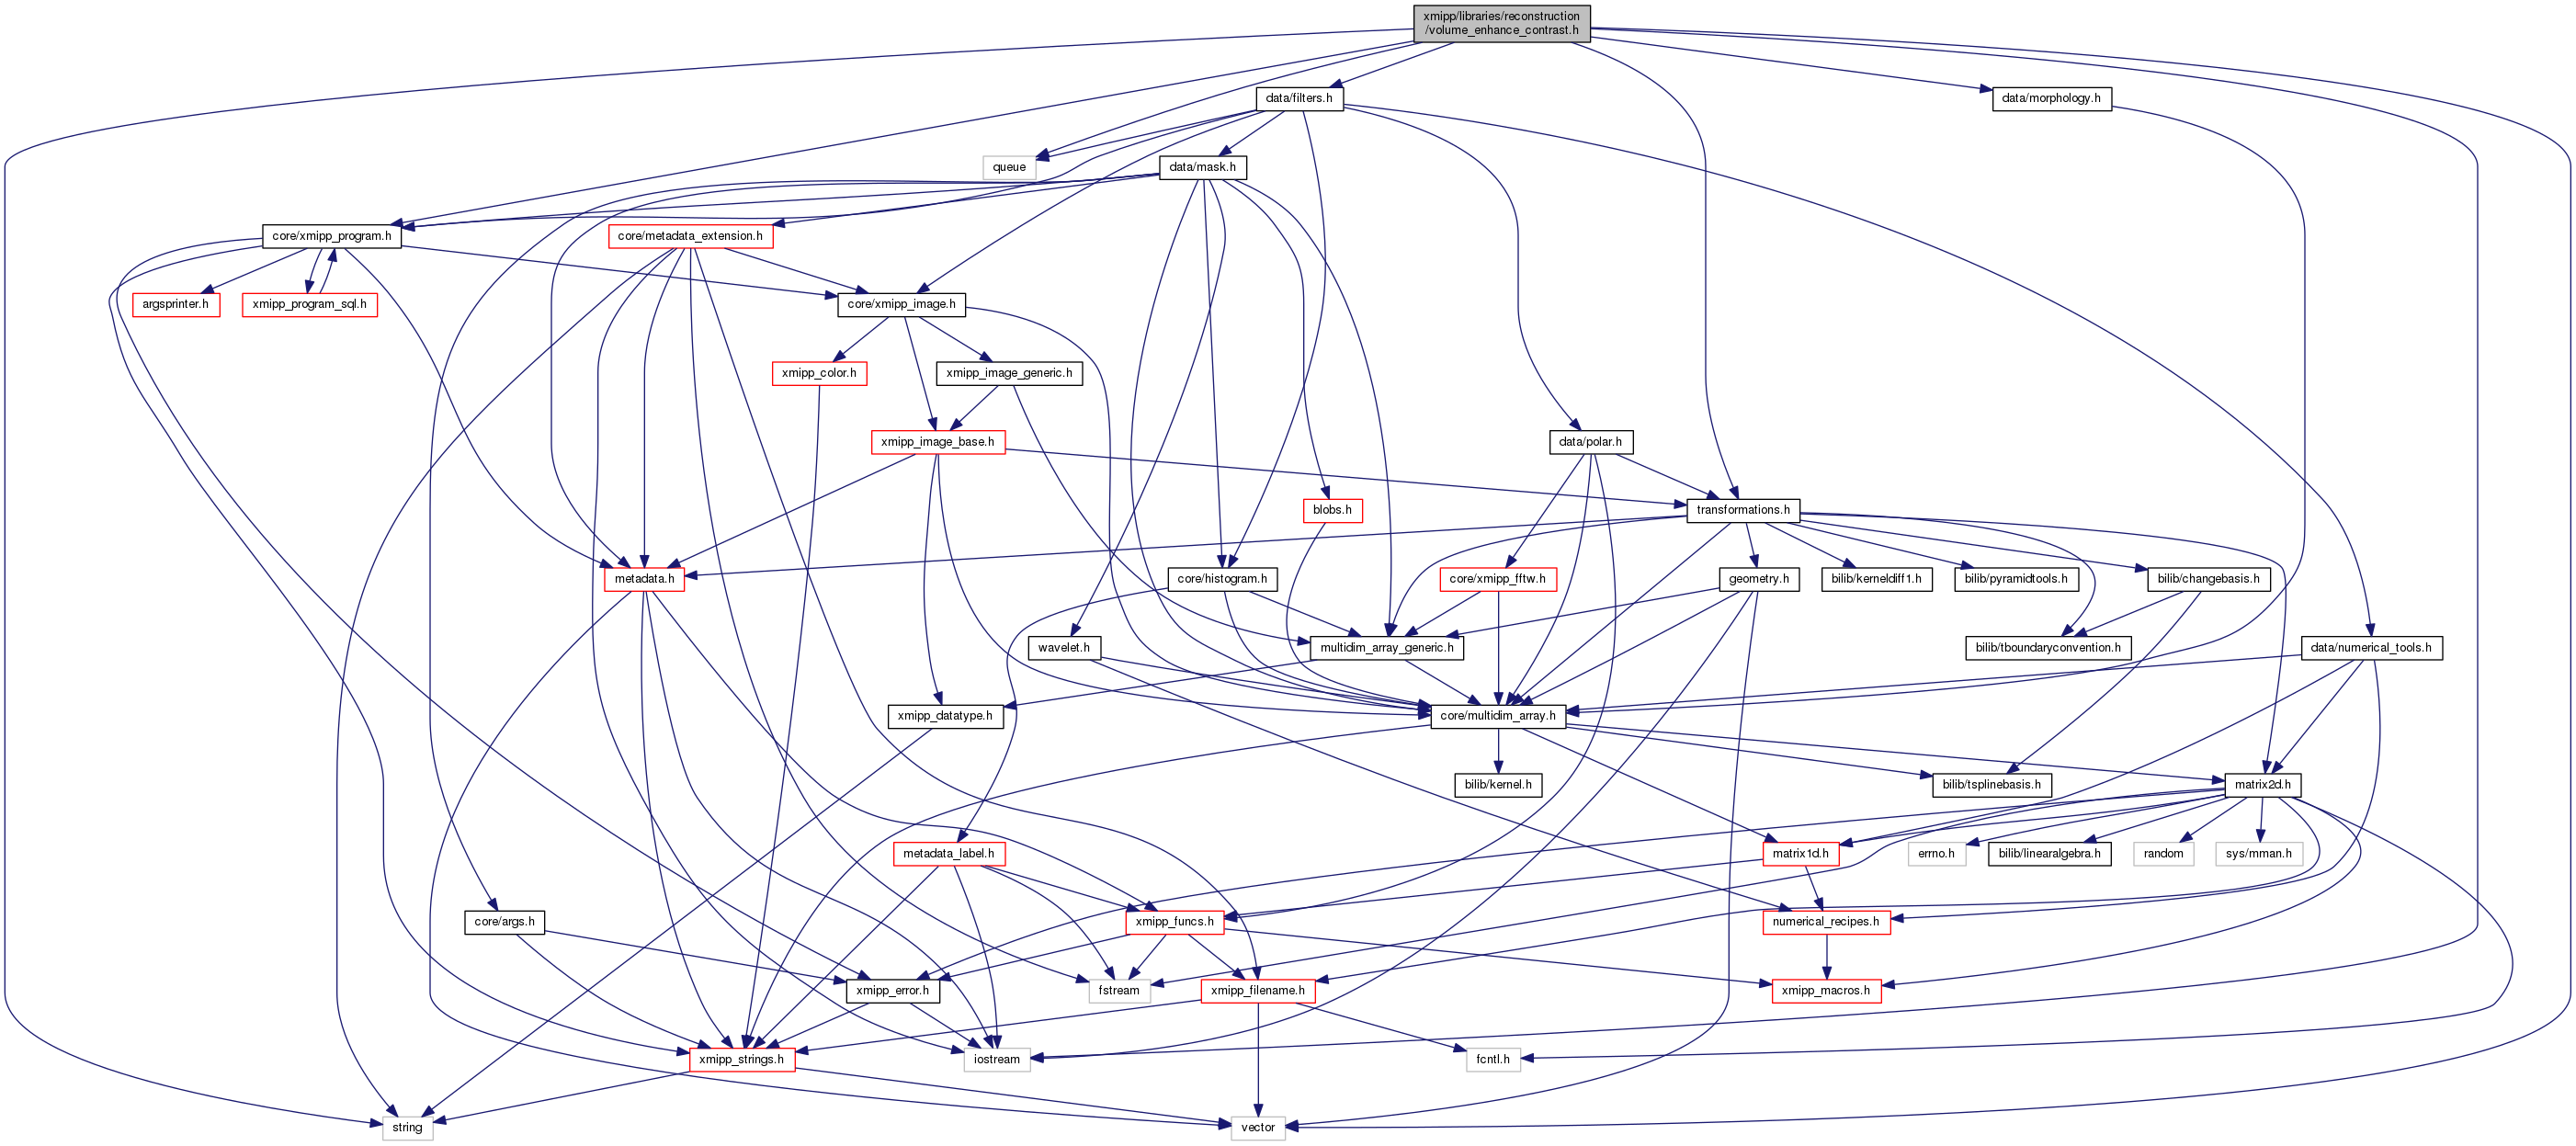 xmipp/libraries/reconstruction
/volume_enhance_contrast.h
data/filters.h
data/morphology.h
queue
data/mask.h
core/xmipp_program.h
core/metadata_extension.h
argsprinter.h
xmipp_program_sql.h
core/xmipp_image.h
xmipp_color.h
xmipp_image_generic.h
xmipp_image_base.h
data/polar.h
blobs.h
transformations.h
metadata.h
core/histogram.h
core/xmipp_fftw.h
geometry.h
bilib/kerneldiff1.h
bilib/pyramidtools.h
bilib/changebasis.h
wavelet.h
multidim_array_generic.h
bilib/tboundaryconvention.h
data/numerical_tools.h
xmipp_datatype.h
core/multidim_array.h
bilib/kernel.h
bilib/tsplinebasis.h
matrix2d.h
metadata_label.h
matrix1d.h
errno.h
bilib/linearalgebra.h
random
sys/mman.h
core/args.h
xmipp_funcs.h
numerical_recipes.h
xmipp_error.h
fstream
xmipp_filename.h
xmipp_macros.h
xmipp_strings.h
iostream
fcntl.h
string
vector